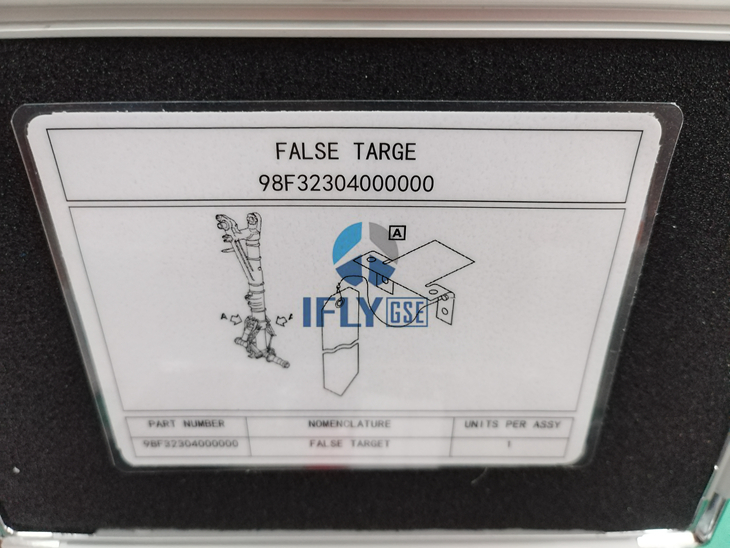 FALSE TARGE
98F32304000000
A
IFLY GSE
A A
PART NUMBER NOMENCLATURE UNITS PER ASSY
98F32304000000 FALSE TARGET 1